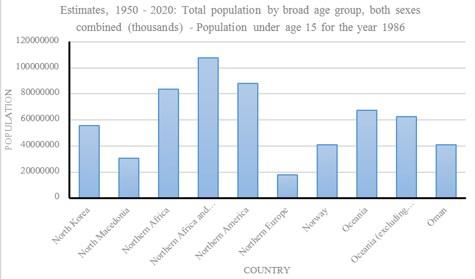 Estimates, 1950 - 2020: Total population by broad age group, both sexes
combined (thousands) - Population under age 15 for the year 1986
120000000
100000000
80000000
60000000
40000000
20000000
0
POPULATION
North Korea
North Macedonia
Northern Africa
Northern Africa and…
Northern America
Northern Europe
Norway
Oceania
Oceania (excluding…
Oman
COUNTRY